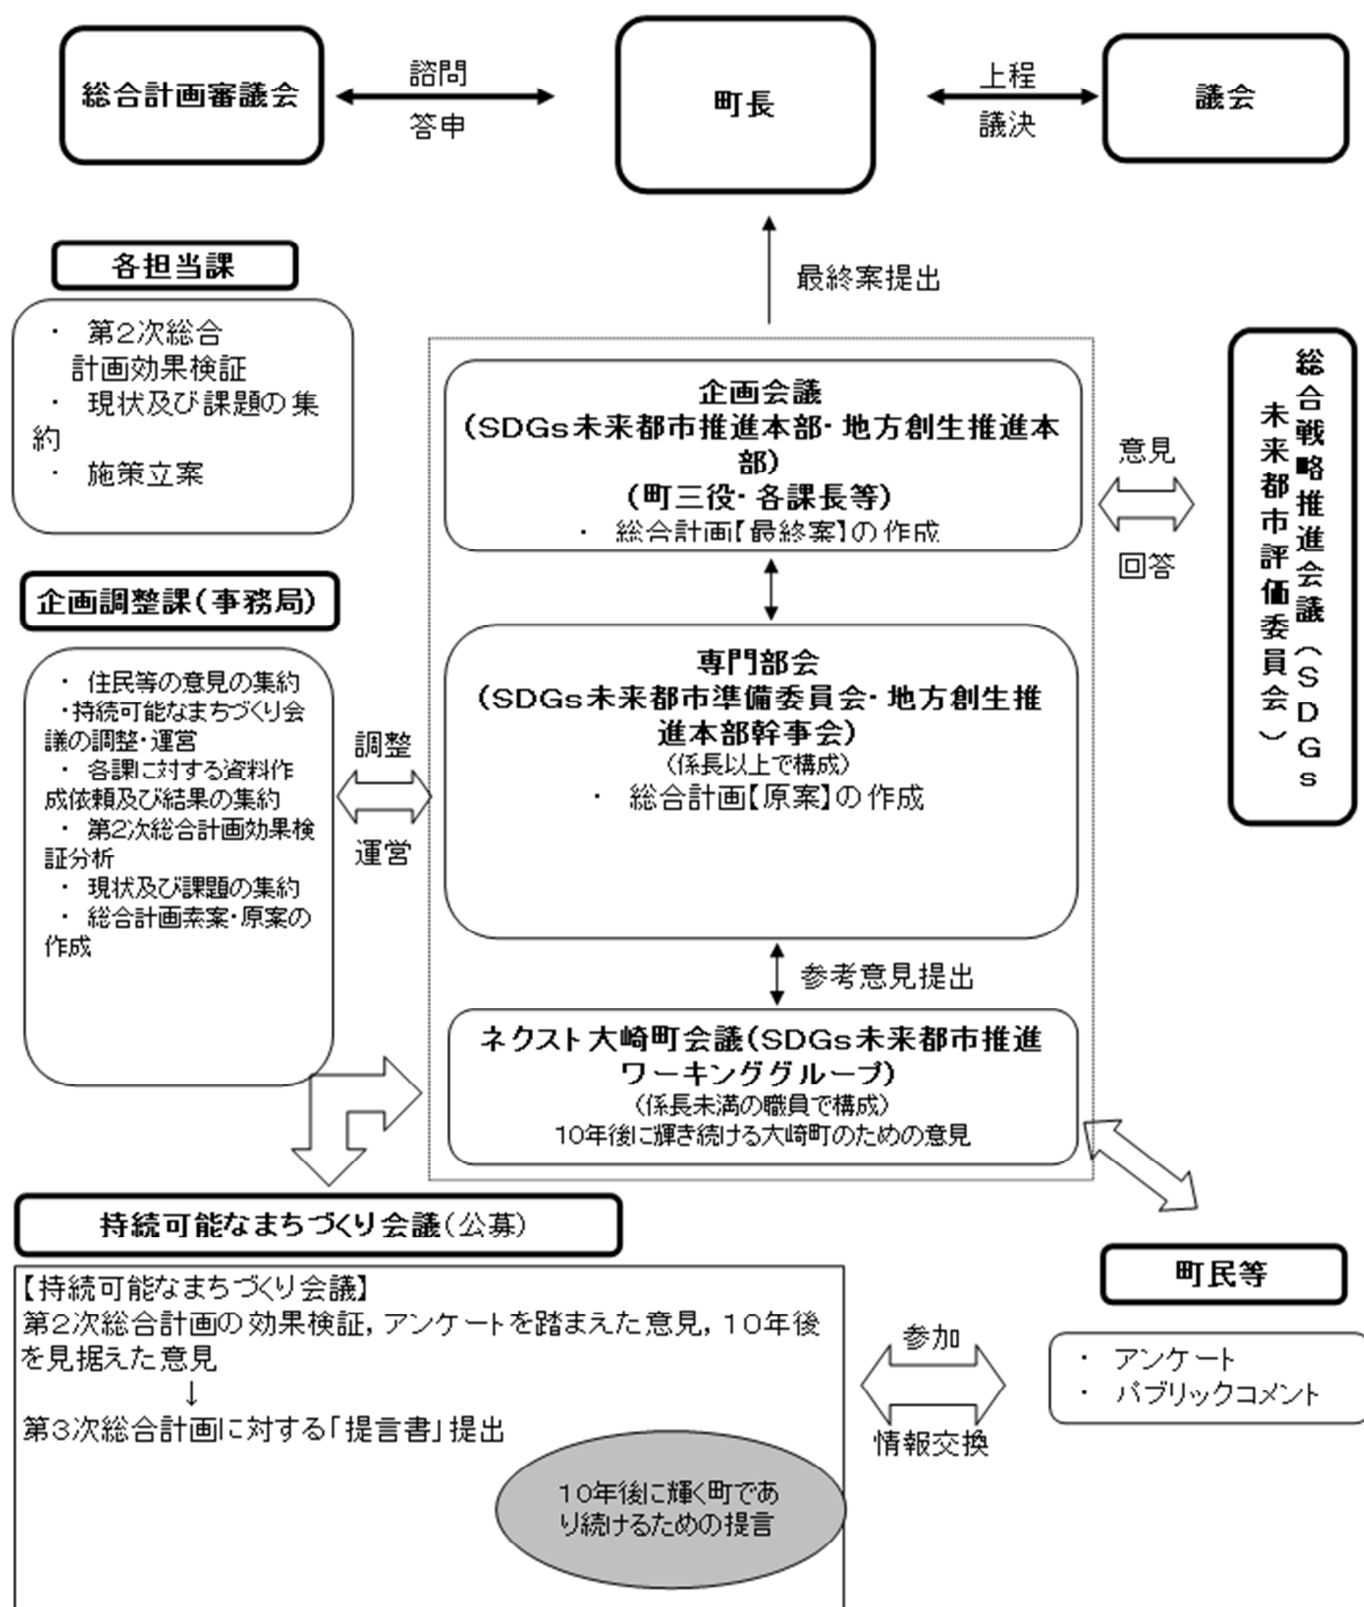 総合計画審議会
諮問
答申
町長
上程
議決
議会
最終案提出
各担当課
・ 第２次総合
計画効果検証
・ 現状及び課題の集
約
・ 施策立案
企画会議
（SDGs未来都市推進本部・地方創生推進本
部）
（町三役・各課長等）
・ 総合計画【最終案】の作成
意見
回答
総合戦略推進会議（SDGs
未来都市評価委員会）
企画調整課（事務局）
・ 住民等の意見の集約
・持続可能なまちづくり会
議の調整・運営
・ 各課に対する資料作
成依頼及び結果の集約
・ 第２次総合計画効果検
証分析
・ 現状及び課題の集約
・ 総合計画素案・原案の
作成
調整
運営
専門部会
（SDGs未来都市準備委員会・地方創生推
進本部幹事会）
（係長以上で構成）
・ 総合計画【原案】の作成
参考意見提出
ネクスト大崎町会議（SDGs未来都市推進
ワーキンググループ）
（係長未満の職員で構成）
１０年後に輝き続ける大崎町のための意見
持続可能なまちづくり会議（公募）
【持続可能なまちづくり会議】
第２次総合計画の効果検証，アンケートを踏まえた意見，１０年後
を見据えた意見
↓
第３次総合計画に対する「提言書」提出
１０年後に輝く町であ
り続けるための提言
参加
情報交換
町民等
・ アンケート
・ パブリックコメント